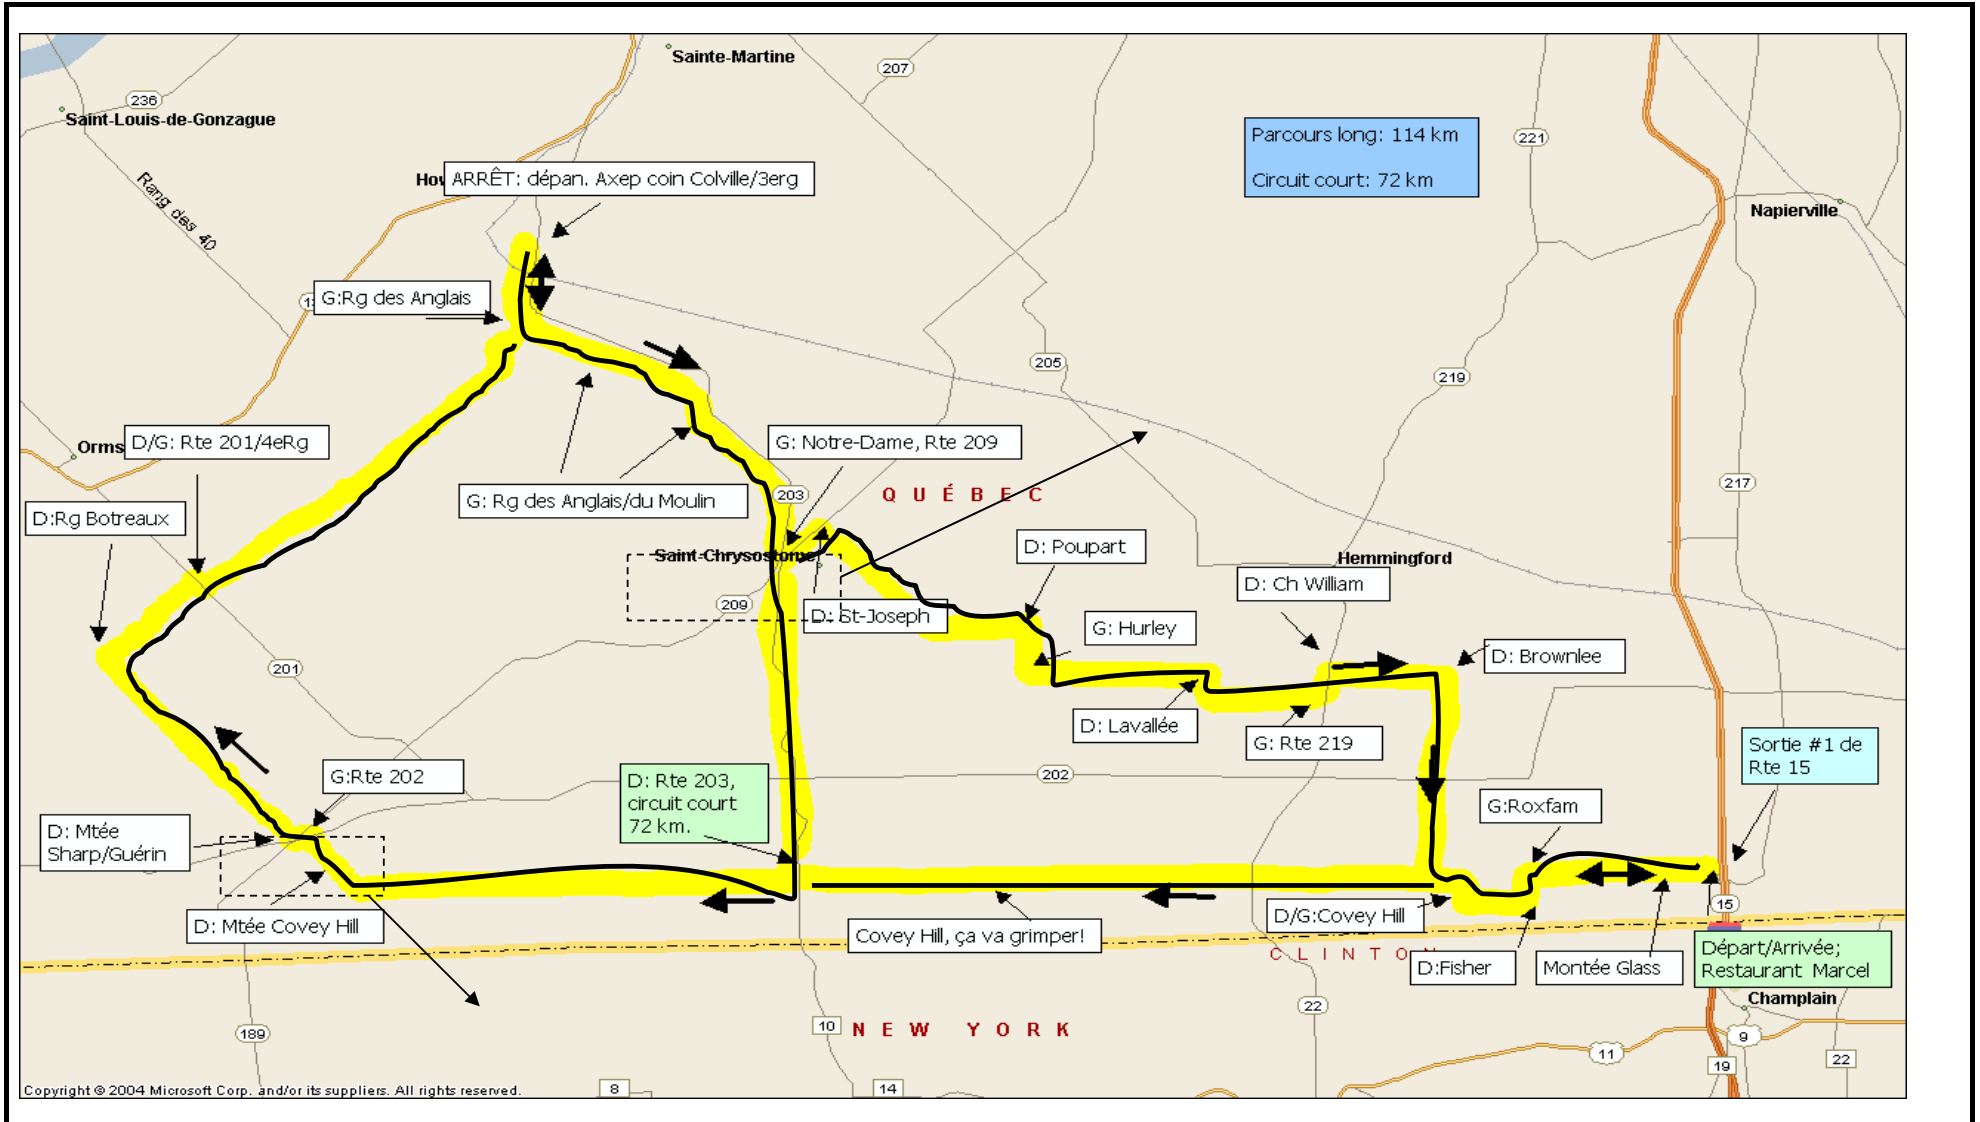 Sainte-Martine
207
236
Saint-Louis-de-Gonzague
Parcours long: 114 km
Circuit court: 72 km
221
Rang des 40
How
ARRÊT: dépan. Axep coin Colville/3erg
Napierville
G:Rg des Anglais
205
219
Orms
D/G: Rte 201/4eRg
G: Notre-Dame, Rte 209
QUÉBEC
203
217
G: Rg des Anglais/du Moulin
D:Rg Botreaux
Saint-Chrysostome
D: Poupart
Hemmingford
D: Ch William
209
D: St-Joseph
G: Hurley
D: Brownlee
201
D: Lavallée
G: Rte 219
Sortie #1 de
Rte 15
G:Rte 202
D: Rte 203,
circuit court
72 km.
202
G:Roxfam
D: Mtée
Sharp/Guérin
D: Mtée Covey Hill
Covey Hill, ça va grimper!
D/G:Covey Hill
15
CLINTON
D:Fisher
Montée Glass
Départ/Arrivée;
Restaurant Marcel
Champlain
22
189
10
NEW YORK
9
11
22
19
8
14
Copyright © 2004 Microsoft Corp. and/or its suppliers. All rights reserved.